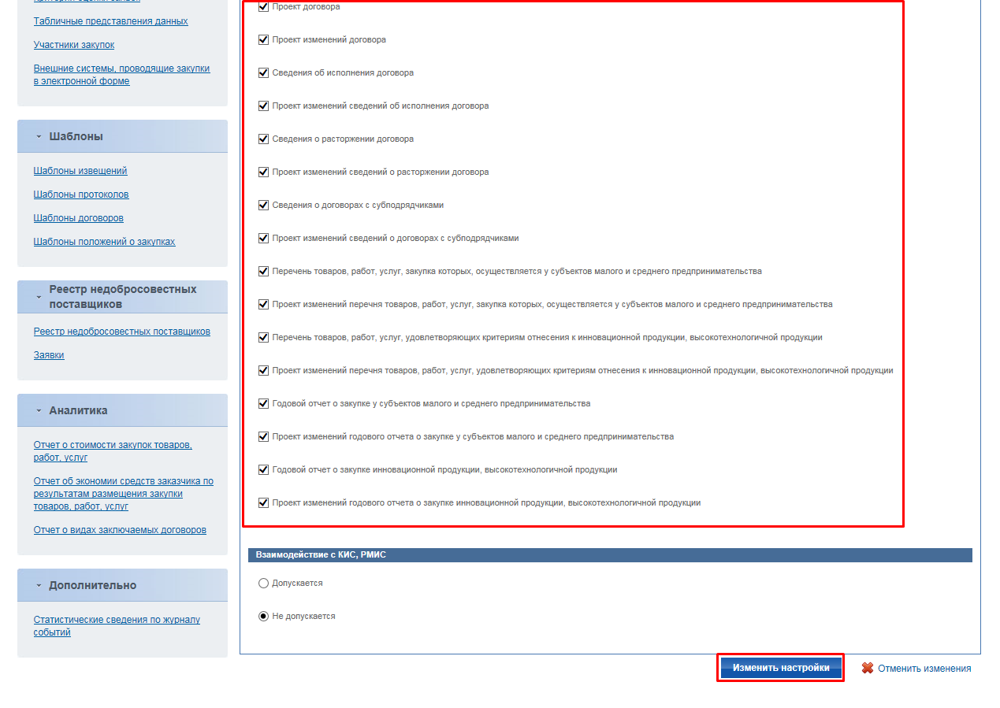 Табличные представления данных
Участники закупок
Внешние системы, проводящие закупки
в электронной форме
Шаблоны
Шаблоны извещений
Шаблоны протоколов
Шаблоны договоров
Шаблоны положений о закупках
Реестр недобросовестных
поставщиков
Реестр недобросовестных поставщиков
Заявки
Аналитика
Отчет о стоимости закупок товаров,
работ, услуг
Отчет об экономии средств заказчика по
результатам размещения закупки
товаров, работ, услуг
Отчет о видах заключаемых договоров
Дополнительно
Статистические сведения по журналу
событий
Проект договора
Проект изменений договора
Сведения об исполнения договора
Проект изменений сведений об исполнения договора
Сведения о расторжении договора
Проект изменений сведений о расторжении договора
Сведения о договорах с субподрядчиками
Проект изменений сведений о договорах с субподрядчиками
Перечень товаров, работ, услуг, закупка которых, осуществляется у субъектов малого и среднего предпринимательства
Проект изменений перечня товаров, работ, услуг, закупка которых, осуществляется у субъектов малого и среднего предпринимательства
Перечень товаров, работ, услуг, удовлетворяющих критериям отнесения к инновационной продукции, высокотехнологичной продукции
Проект изменений перечня товаров, работ, услуг, удовлетворяющих критериям отнесения к инновационной продукции, высокотехнологичной продукции
Годовой отчет о закупке у субъектов малого и среднего предпринимательства
Проект изменений годового отчета о закупке у субъектов малого и среднего предпринимательства
Годовой отчет о закупке инновационной продукции, высокотехнологичной продукции
Проект изменений годового отчета о закупке инновационной продукции, высокотехнологичной продукции
Взаимодействие с КИС, РМИС
Допускается
Не допускается
Изменить настройки
Отменить изменения